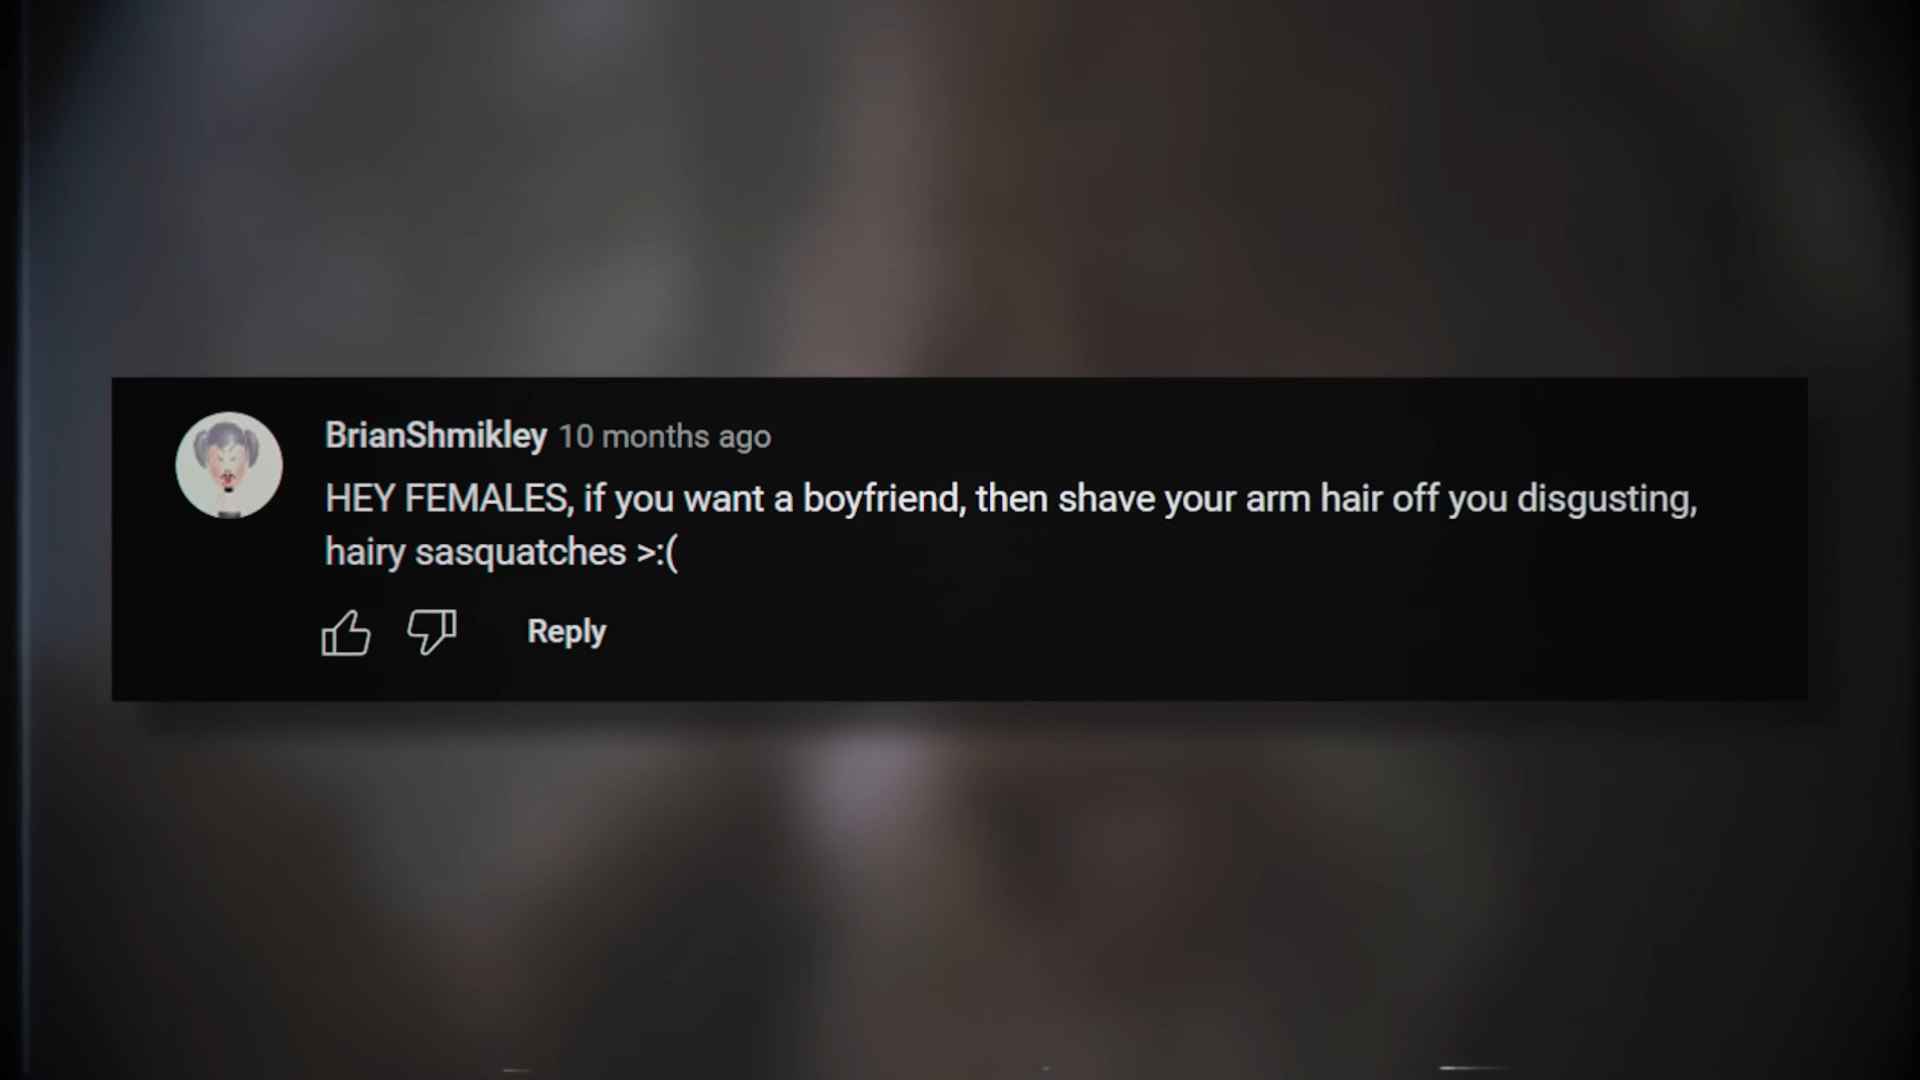 BrianShmikley 10 months ago
HEY FEMALES, if you want a boyfriend, then shave your arm hair off you disgusting,
hairy sasquatches >:(
Reply